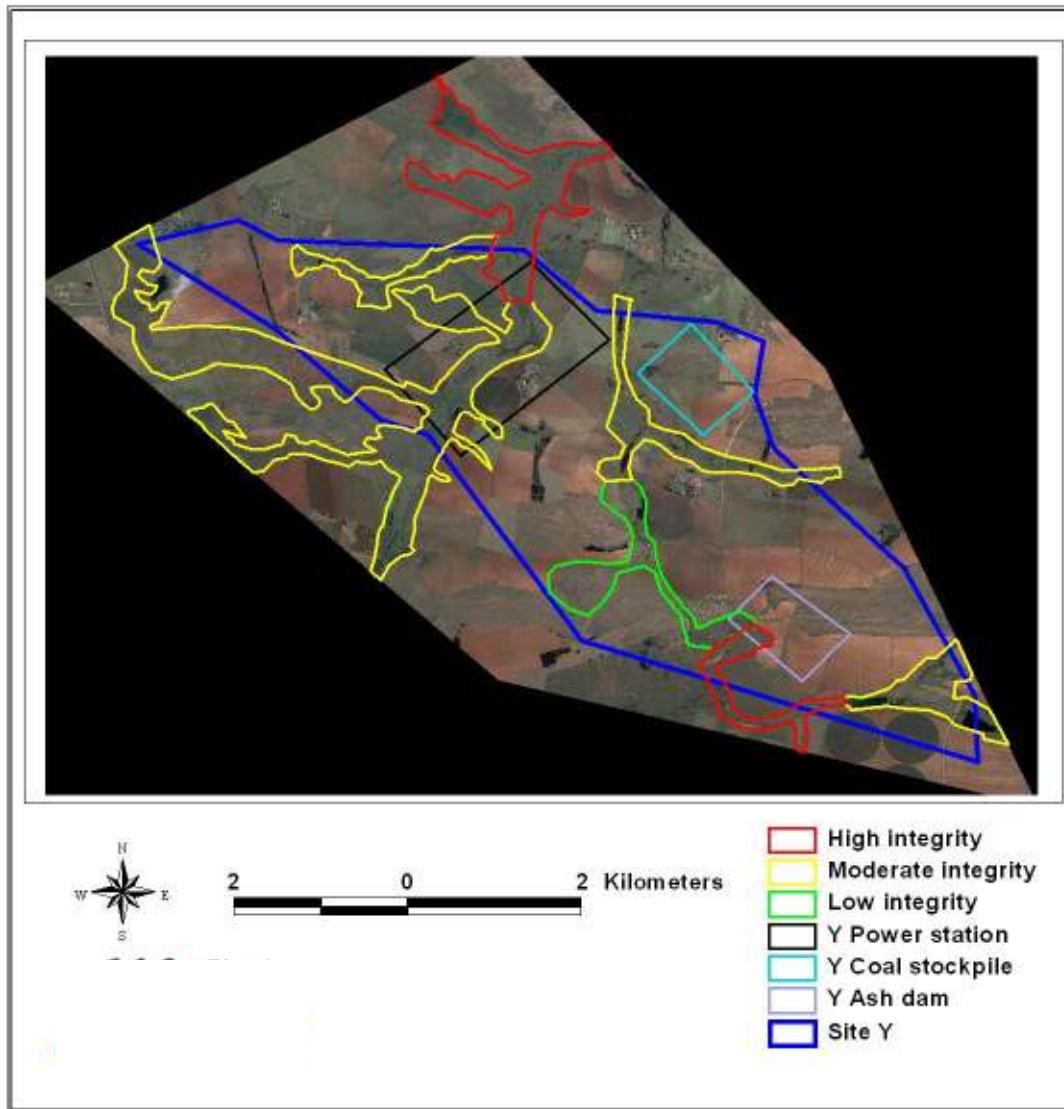 N
W E
S
2 0 2 Kilometers
High integrity
Moderate integrity
Low integrity
Y Power station
Y Coal stockpile
Y Ash dam
Site Y